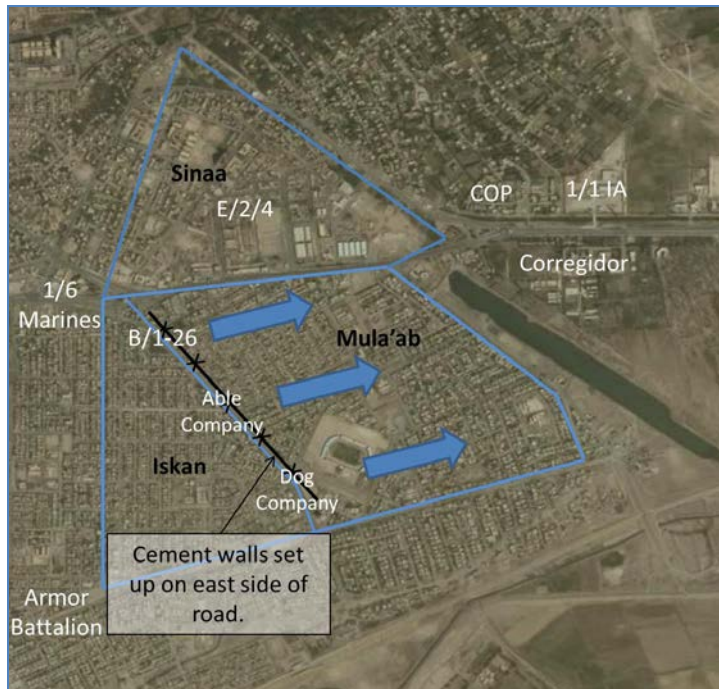 Sinaa
E/2/4
COP
1/1 IA
Corregidor
1/6
Marines
B/1-26
Mula’ab
Able
Company
Iskan
Dog
Company
Cement walls set
up on east side of
road.
Armor
Battalion